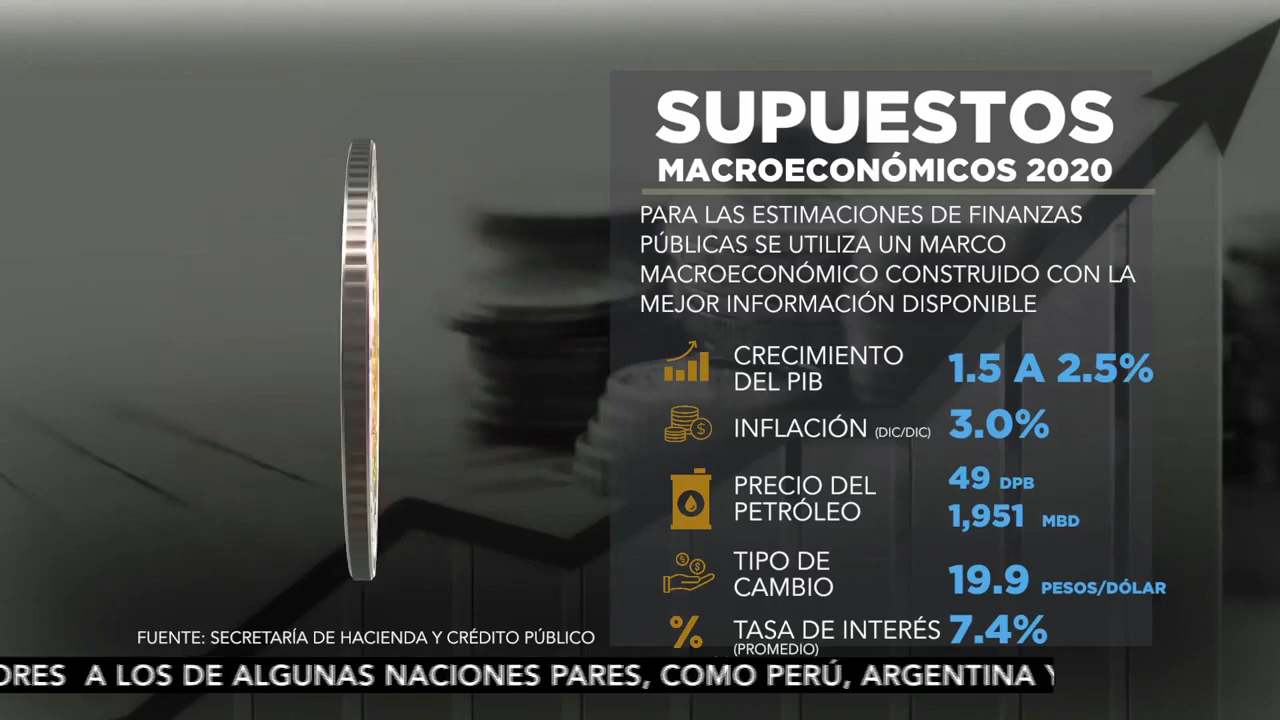 SUPUESTOS
MACROECONÓMICOS 2020
PARA LAS ESTIMACIONES DE FINANZAS
PÚBLICAS SE UTILIZA UN MARCO
MACROECONÓMICO CONSTRUIDO CON LA
MEJOR INFORMACIÓN DISPONIBLE
CRECIMIENTO
DEL PIB
1.5 A 2.5%
INFLACIÓN (DIC/DIC) 3.0%
PRECIO DEL
PETRÓLEO
49 DPB
1,951 MBD
TIPO DE
CAMBIO
19.9 PESOS/DÓLAR
TASA DE INTERÉS 7.4%
(PROMEDIO)
FUENTE: SECRETARÍA DE HACIENDA Y CRÉDITO PÚBLICO
ORES A LOS DE ALGUNAS NACIONES PARES, COMO PERÚ, ARGENTINA Y